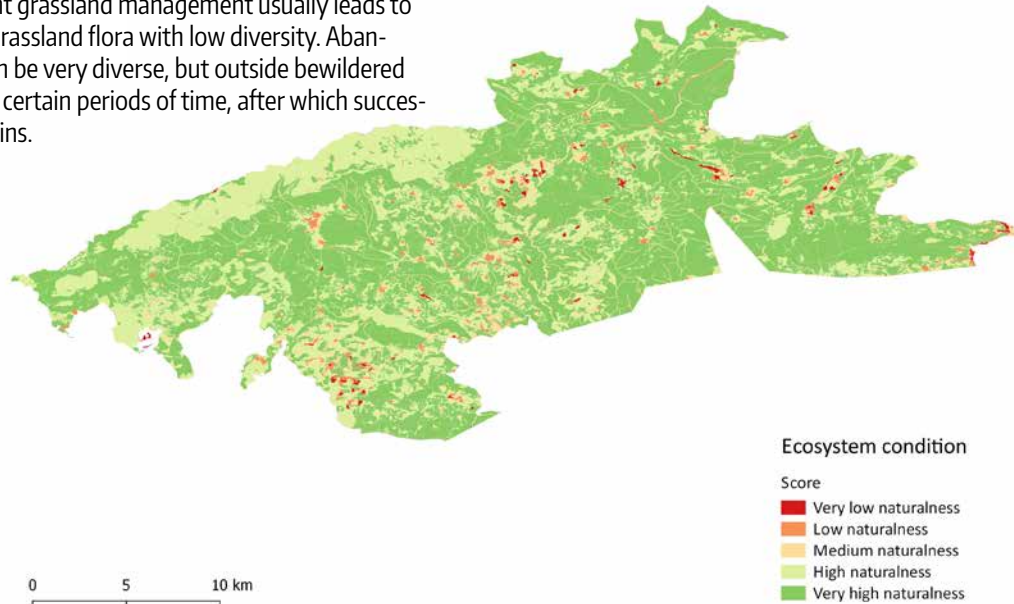 nt grassland management usually leads to
rassland flora with low diversity. Aban-
n be very diverse, but outside bewildered
certain periods of time, after which succes-
ins.
Ecosystem condition
Score
Very low naturalness
Low naturalness
Medium naturalness
High naturalness
Very high naturalness
0 5 10 km